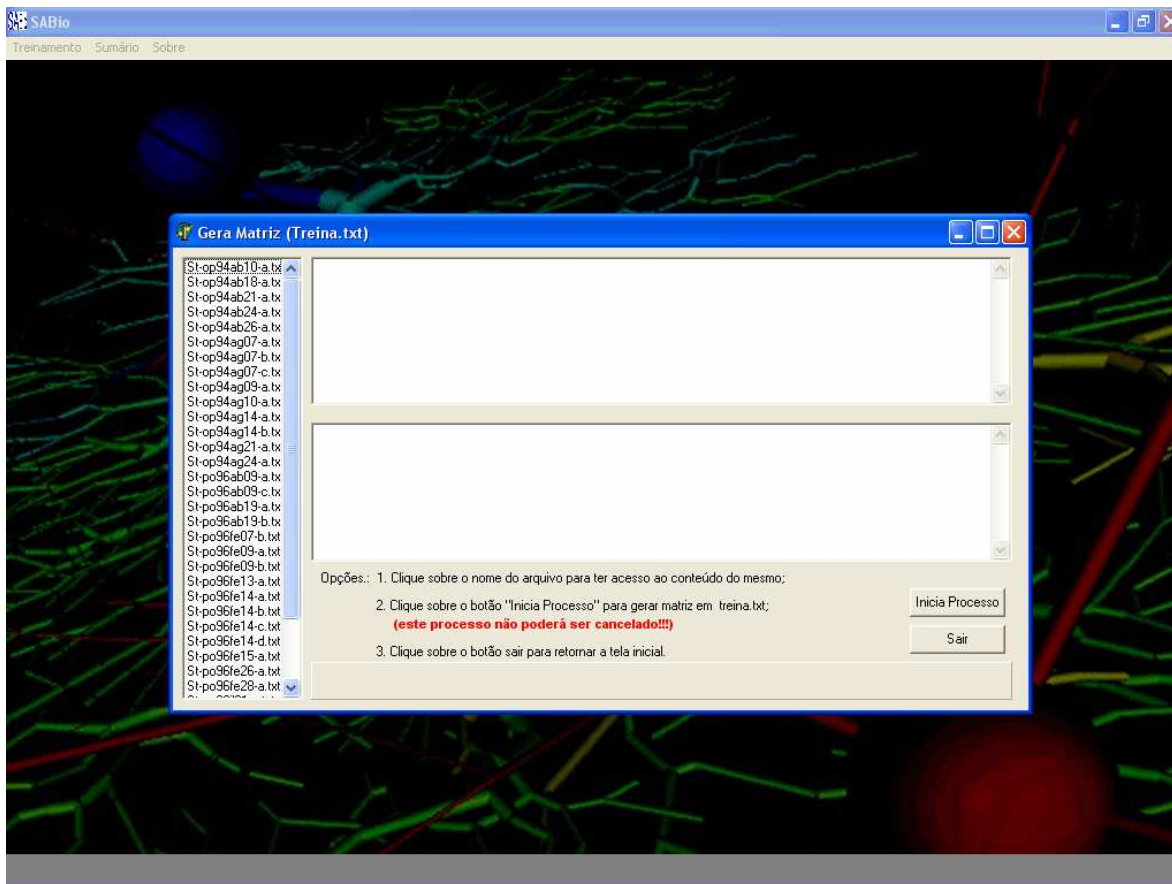 SABio
Treinamento Sumário Sobre
Gera Matriz (Treina.txt)
St-op94ab10-a.tx
St-op94ab18-a.tx
St-op94ab21-a.tx
St-op94ab24-a.tx
St-op94ab26-a.tx
St-op94ag07-a.tx
St-op94ag07-b.tx
St-op94ag07-c.tx
St-op94ag09-a.tx
St-op94ag10-a.tx
St-op94ag14-a.tx
St-op94ag14-b.tx
St-op94ag21-a.tx
St-op94ag24-a.tx
St-po96ab09-a.tx
St-po96ab09-c.tx
St-po96ab19-a.tx
St-po96ab19-b.tx
St-po96fe07-b.txt
St-po96fe09-a.txt
St-po96fe09-b.txt
St-po96fe13-a.txt
St-po96fe14-a.txt
St-po96fe14-b.txt
St-po96fe14-c.txt
St-po96fe14-d.txt
St-po96fe15-a.txt
St-po96fe26-a.txt
St-po96fe28-a.txt
Opções.: 1. Clique sobre o nome do arquivo para ter acesso ao conteúdo do mesmo;
2. Clique sobre o botão "Inicia Processo" para gerar matriz em treina.txt;
(este processo não poderá ser cancelado!!!)
3. Clique sobre o botão sair para retornar a tela inicial.
Inicia Processo
Sair